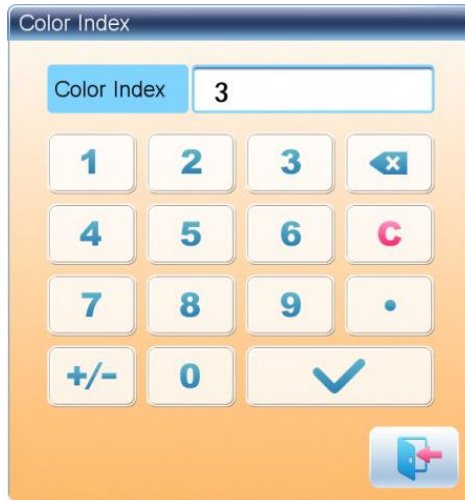 Color Index
Color Index 3
1 2 3
4 5 6 C
7 8 9 •
+/- 0